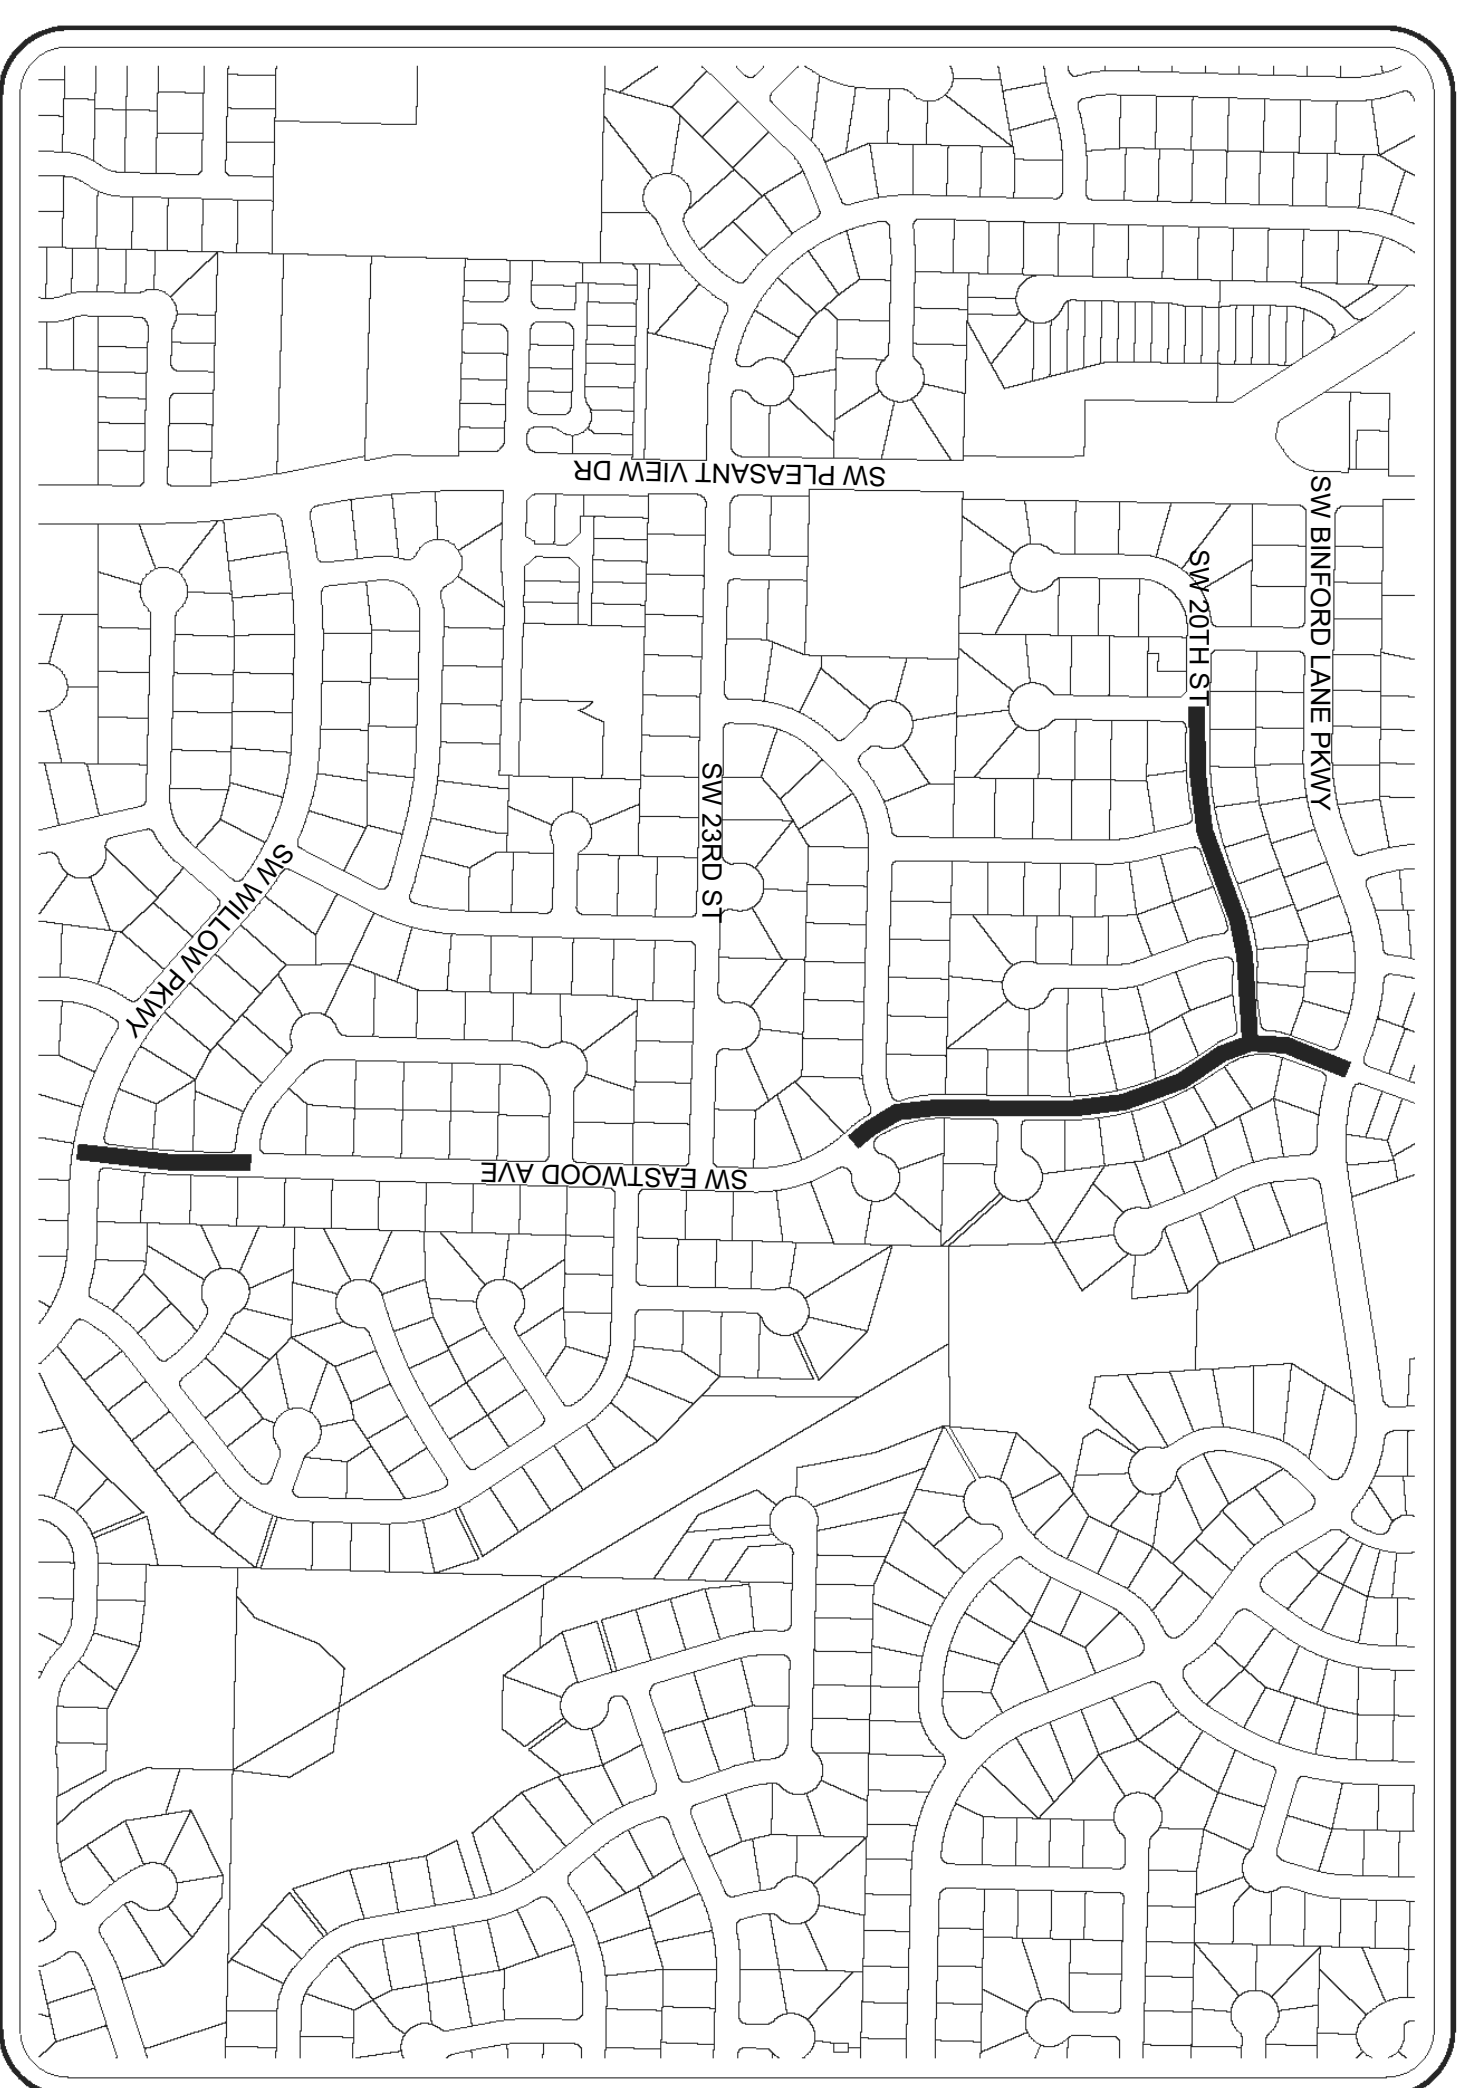 SW PLEASANT VIEW DR
SW BINFORD LANE PKWY
SW 20TH ST
SW 23RD ST
SW WILLOW PKWY
SW EASTWOOD AVE